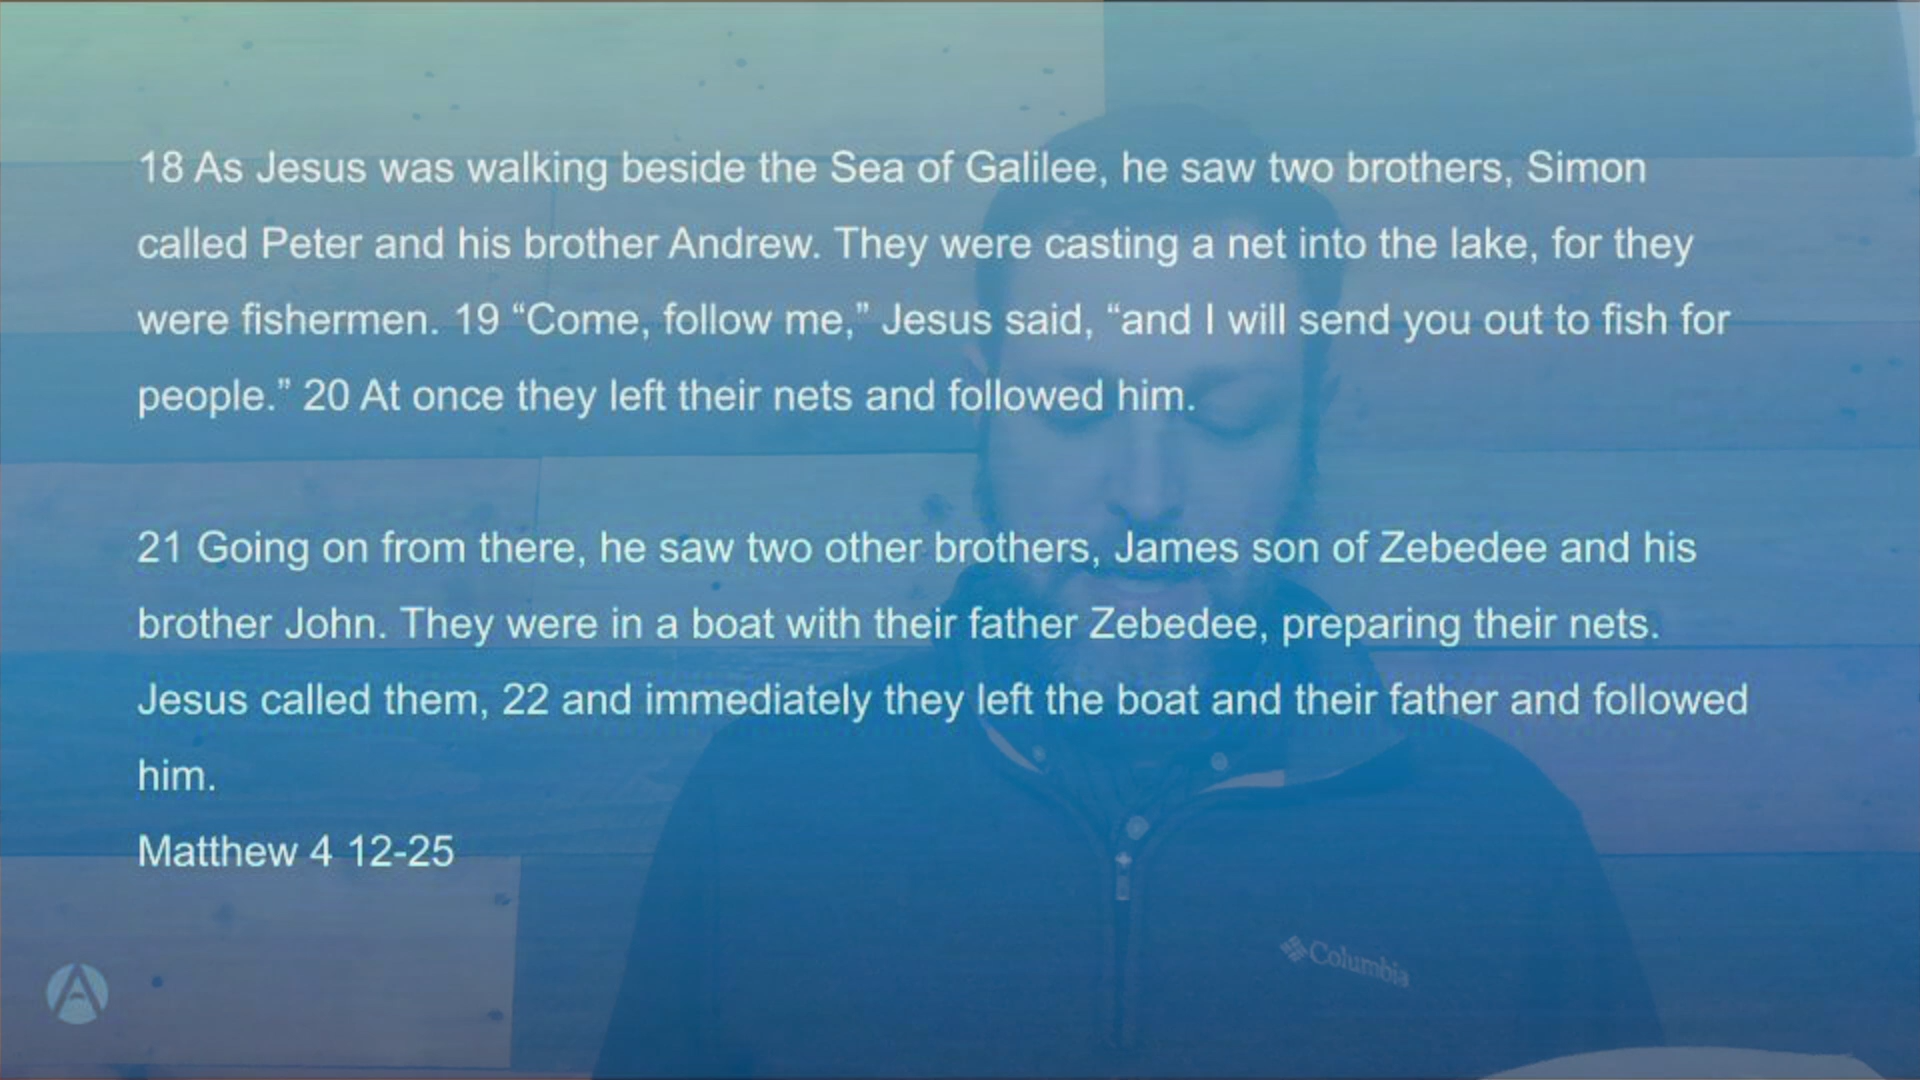 18 As Jesus was walking beside the Sea of Galilee, he saw two brothers, Simon
called Peter and his brother Andrew. They were casting a net into the lake, for they
were fishermen. 19 “Come, follow me,” Jesus said, “and I will send you out to fish for
people.” 20 At once they left their nets and followed him.
21 Going on from there, he saw two other brothers, James son of Zebedee and his
brother John. They were in a boat with their father Zebedee, preparing their nets.
Jesus called them, 22 and immediately they left the boat and their father and followed
him.
Matthew 4 12-25
Columbia